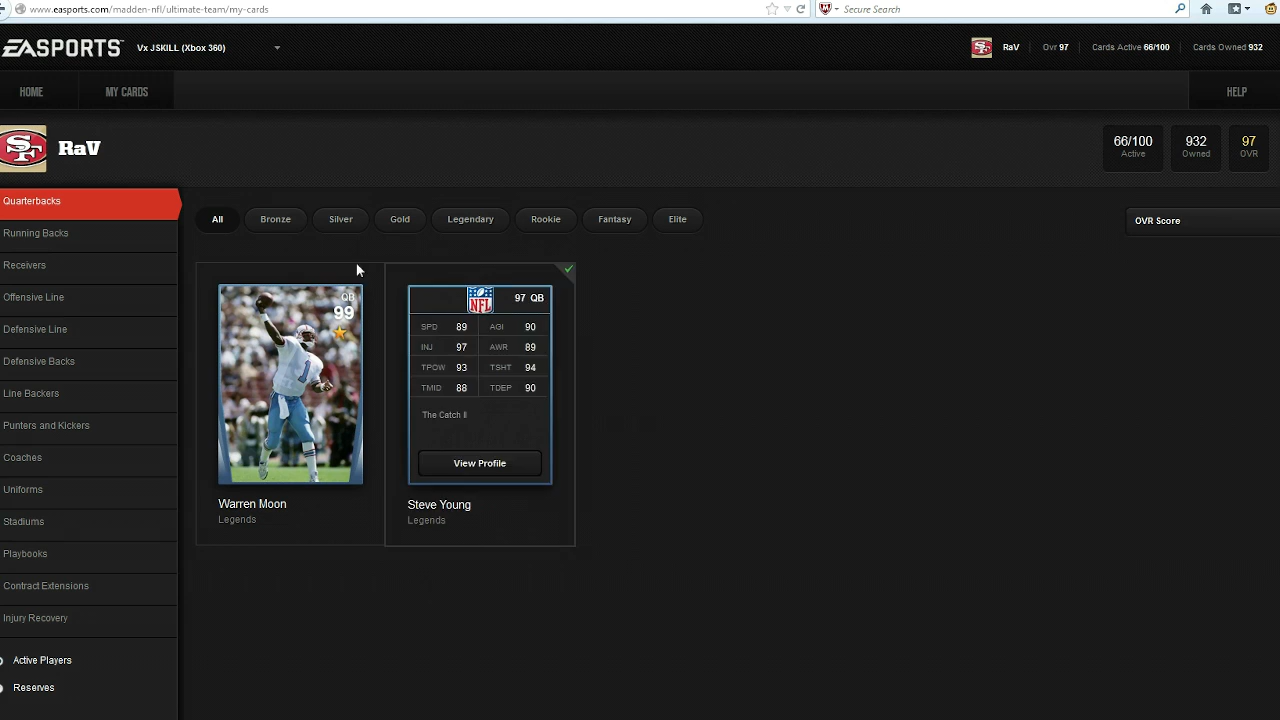 www.easports.com/madden-nfl/ultimate-team/my-cards
Secure Search
EA SPORTS
Vx JSKILL (Xbox 360)
RaV
Ovr 97
Cards Active 66/100
Cards Owned 932
HOME
MY CARDS
HELP
SF
RaV
66/100
Active
932
Owned
97
OVR
Quarterbacks
Running Backs
Receivers
Offensive Line
Defensive Line
Defensive Backs
Line Backers
Punters and Kickers
Coaches
Uniforms
Stadiums
Playbooks
Contract Extensions
Injury Recovery
Active Players
Reserves
All
Bronze
Silver
Gold
Legendary
Rookie
Fantasy
Elite
OVR Score
QB
99
1
Warren Moon
Legends
NFL
97 QB
SPD 89 AGI 90
INJ 97 AWR 89
TPOW 93 TSHT 94
TMID 88 TDEP 90
The Catch II
View Profile
Steve Young
Legends